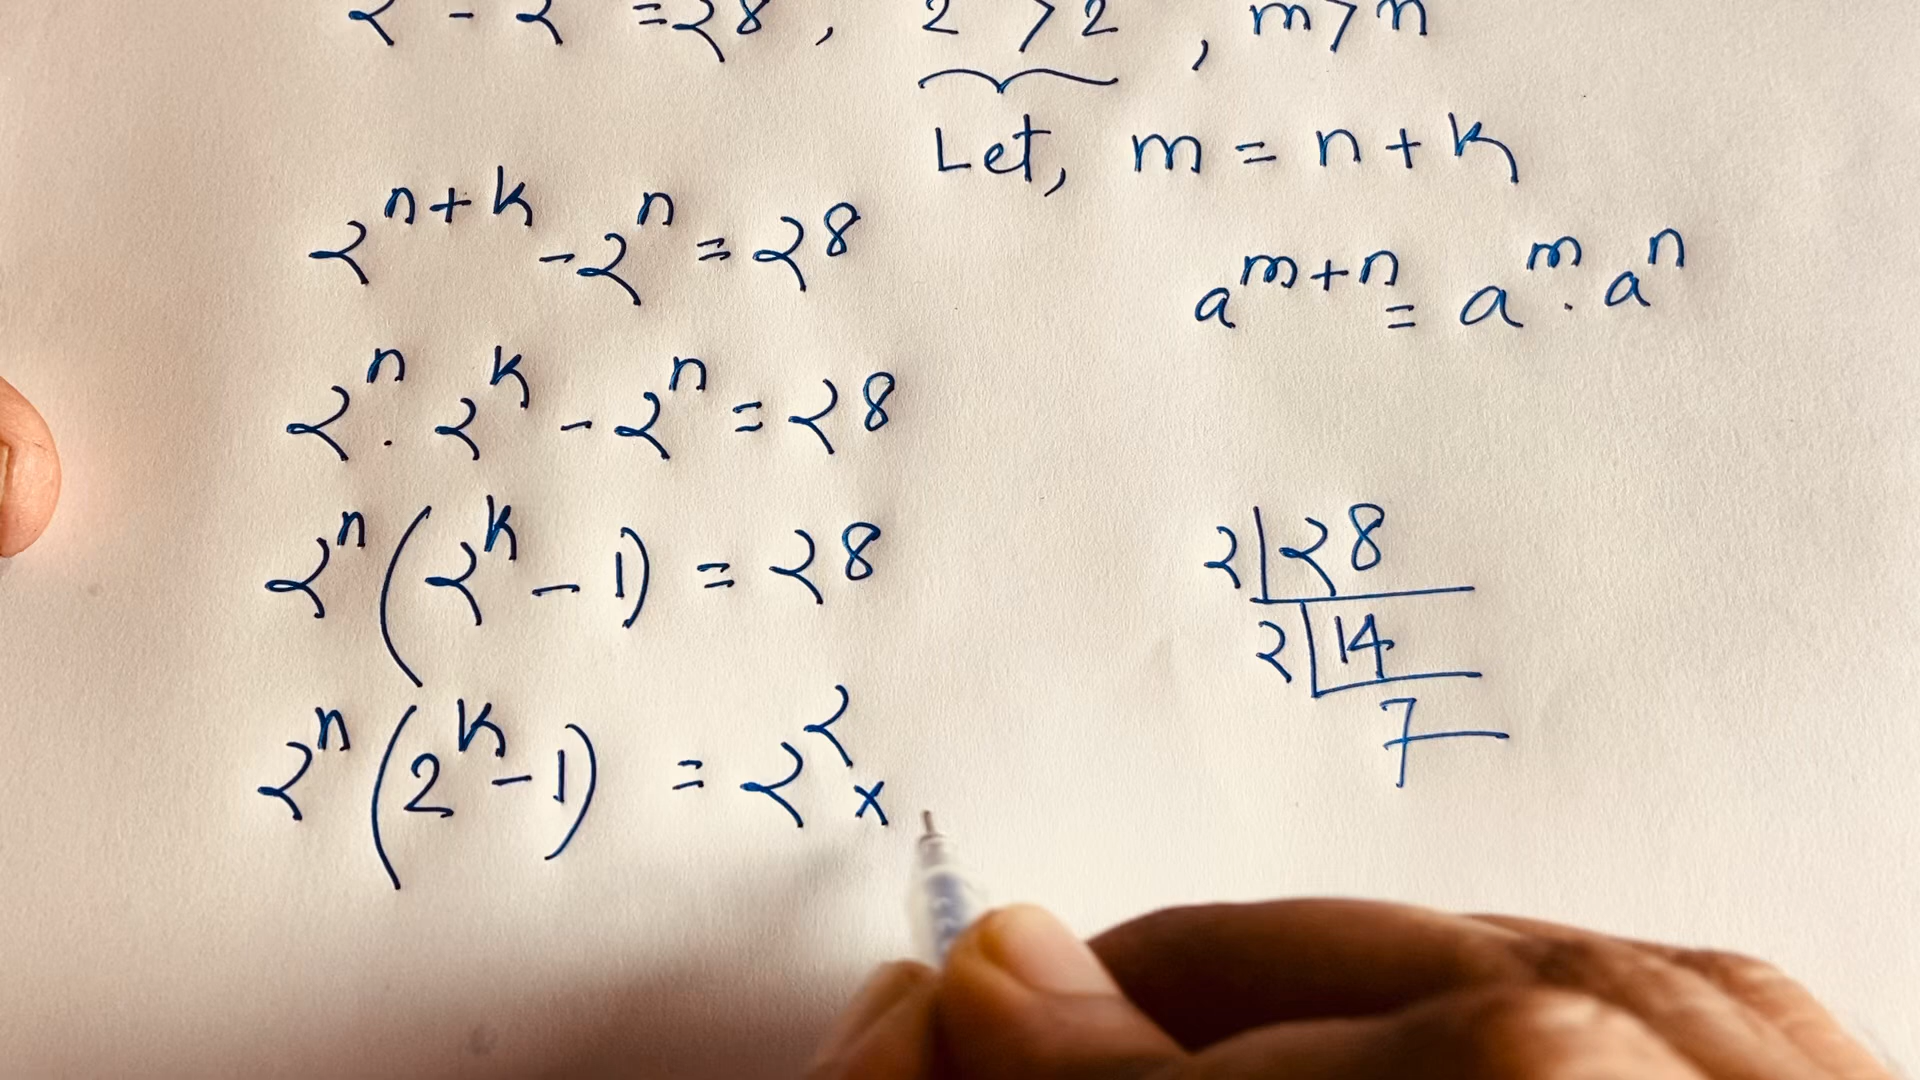 2 - 2 = 28, 2 > 2, m > n
Let, m = n + k
2^(n+k) - 2^n = 28
a^(m+n) = a^m . a^n
2^n . 2^k - 2^n = 28
2^n (2^k - 1) = 28
2 | 28
2 | 14
7
2^n (2^k - 1) = 2^2 x